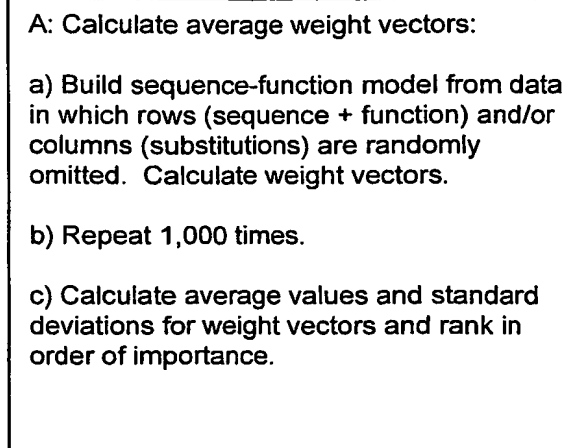 A: Calculate average weight vectors:
a) Build sequence-function model from data
in which rows (sequence + function) and/or
columns (substitutions) are randomly
omitted. Calculate weight vectors.
b) Repeat 1,000 times.
c) Calculate average values and standard
deviations for weight vectors and rank in
order of importance.